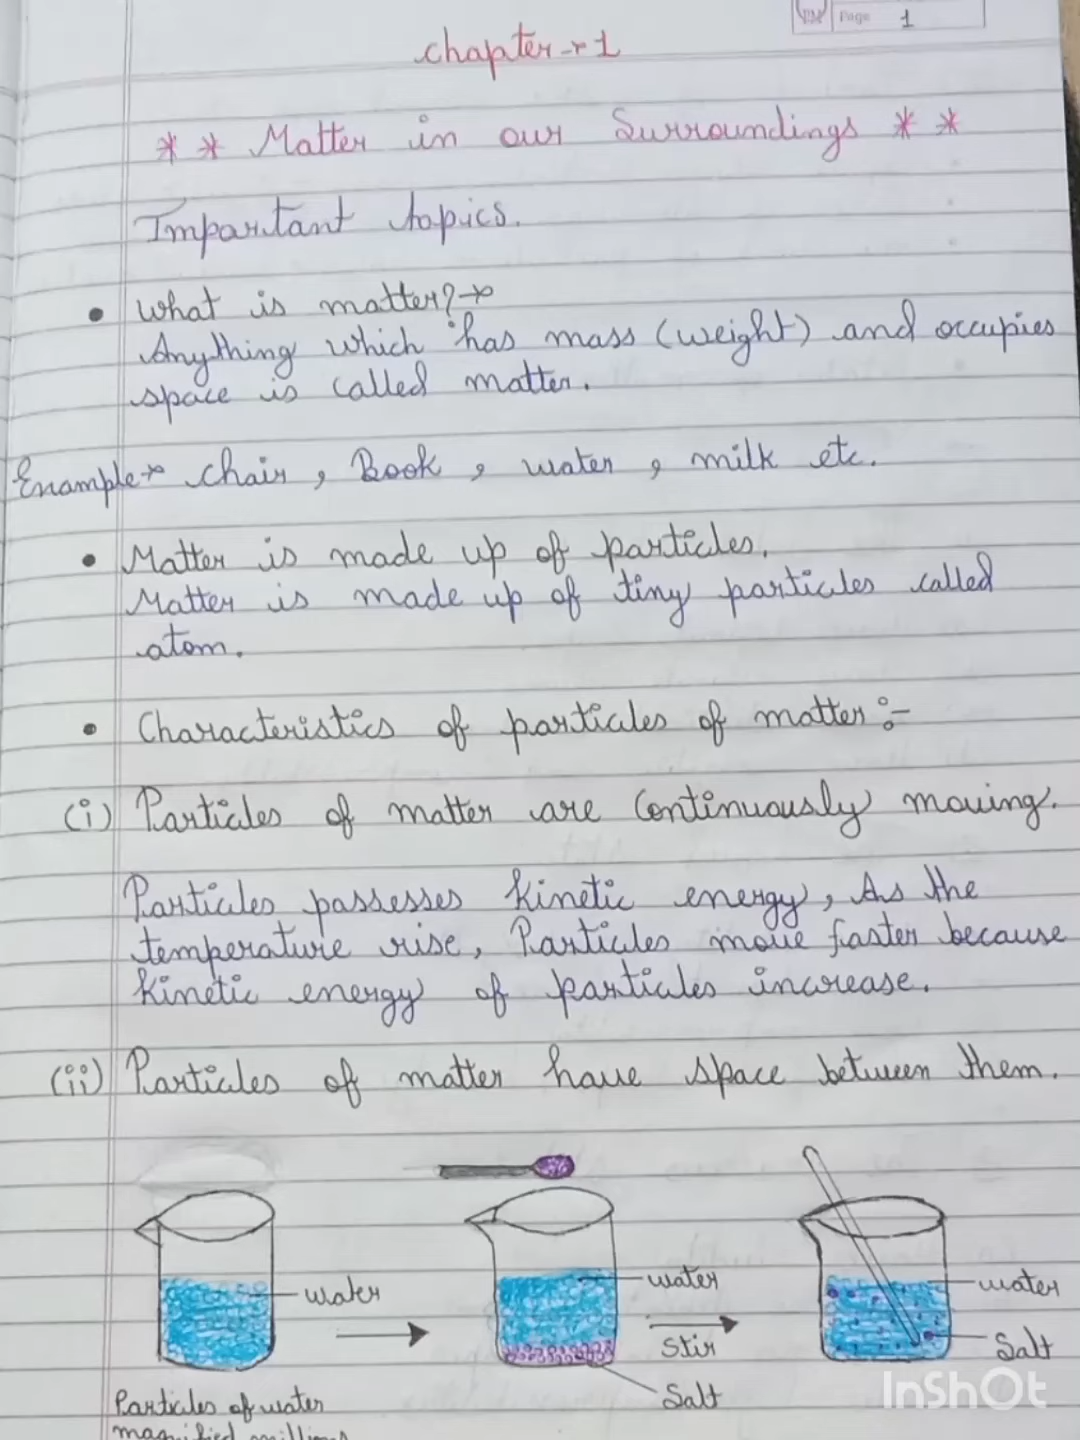 Page 1
chapter → 1
* * Matter in our Surroundings * *
Important topics.
• What is matter? →
Anything which has mass (weight) and occupies
space is called matter.
Example → chair, Book, water, milk etc.
• Matter is made up of particles.
Matter is made up of tiny particles called
atom.
• Characteristics of particles of matter :-
(i) Particles of matter are Continuously moving.
Particles possesses kinetic energy, As the
temperature rise, Particles move faster because
kinetic energy of particles increase.
(ii) Particles of matter have space between them.
water
water
water
stir
Salt
Salt
Particles of water
magnified millions
InShOt